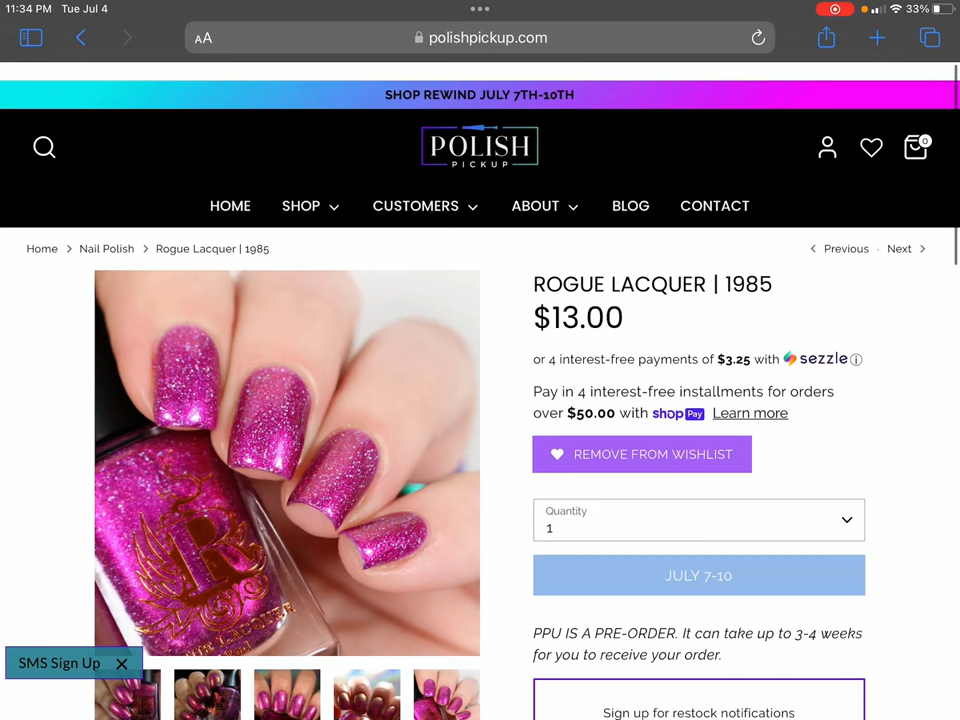 11:34 PM Tue Jul 4
33%
AA
polishpickup.com
SHOP REWIND JULY 7TH-10TH
POLISH
PICKUP
0
HOME SHOP CUSTOMERS ABOUT BLOG CONTACT
Home Nail Polish Rogue Lacquer | 1985
Previous · Next
ROGUE LACQUER | 1985
$13.00
or 4 interest-free payments of $3.25 with sezzle
Pay in 4 interest-free installments for orders
over $50.00 with shop Pay Learn more
REMOVE FROM WISHLIST
Quantity
1
JULY 7-10
PPU IS A PRE-ORDER. It can take up to 3-4 weeks
for you to receive your order.
Sign up for restock notifications
R
LACQUER
SMS Sign Up